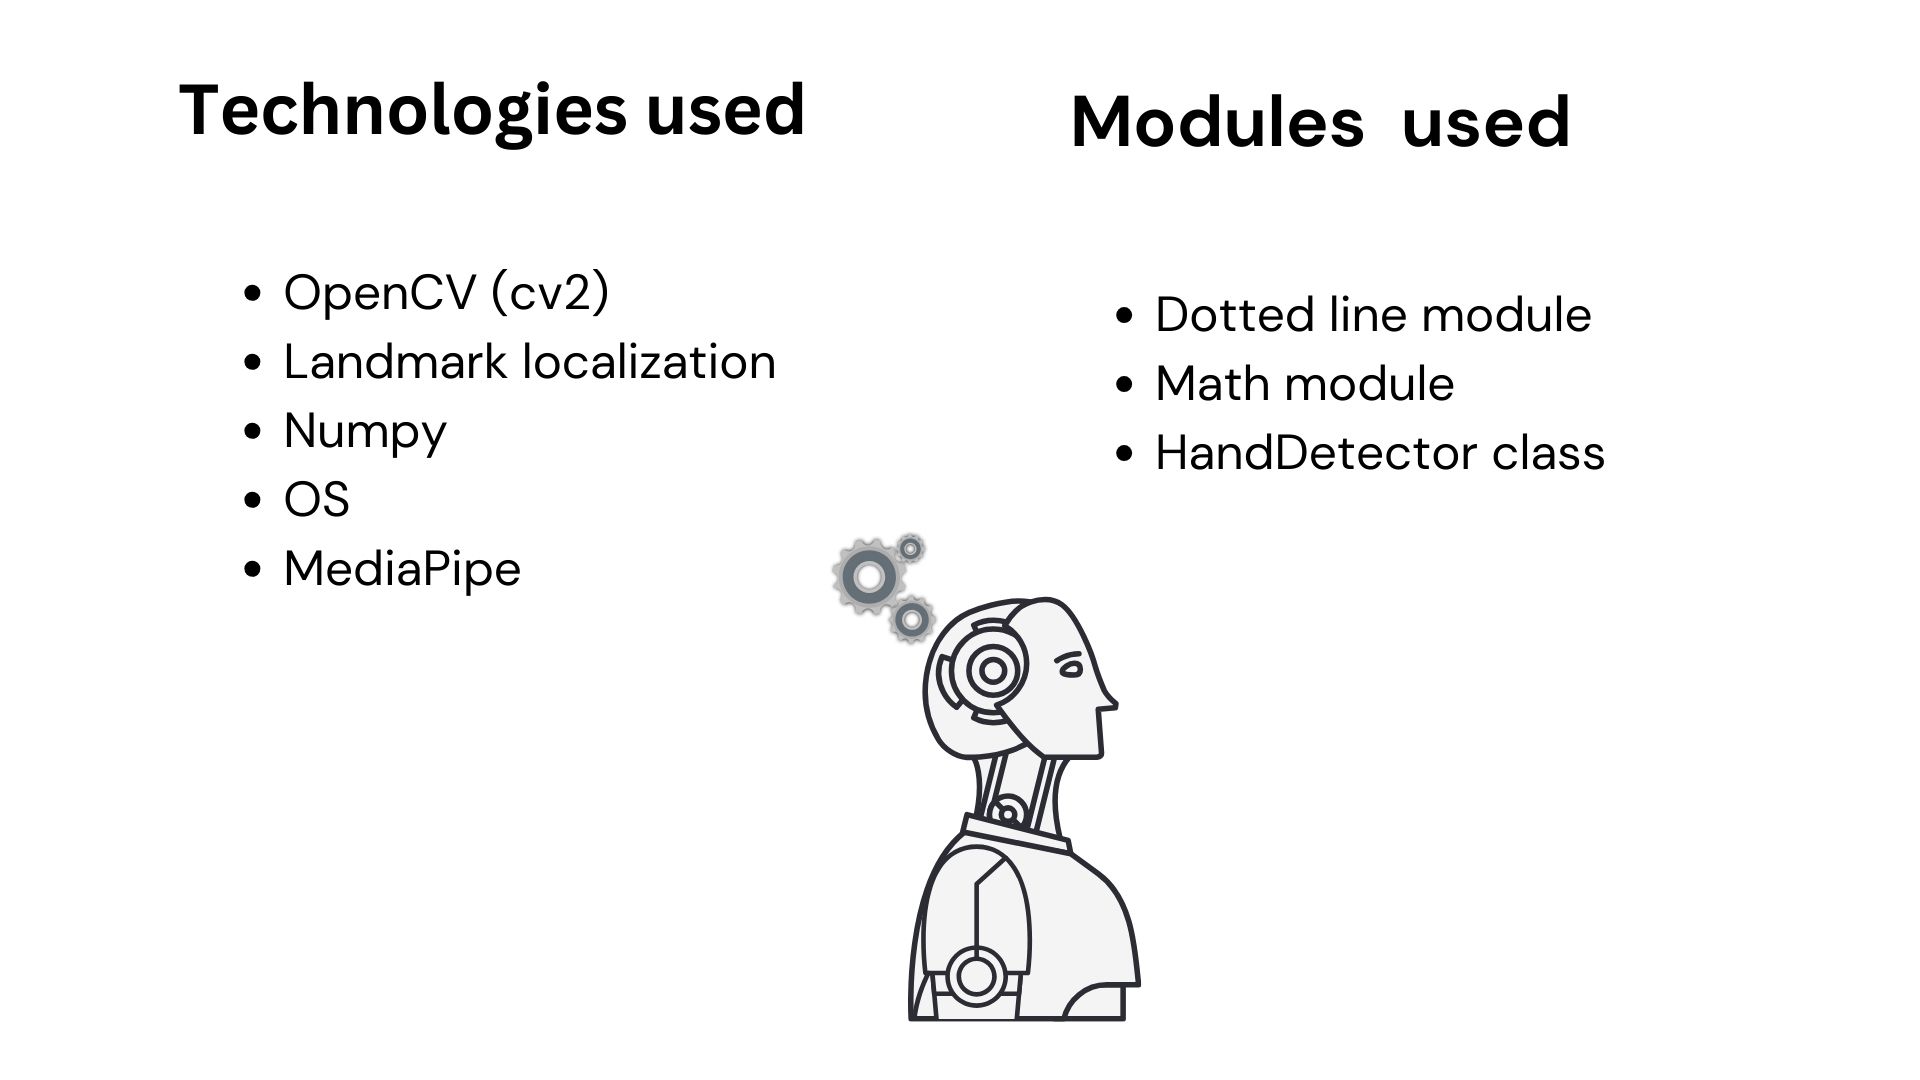 Technologies used
• OpenCV (cv2)
• Landmark localization
• Numpy
• OS
• MediaPipe
Modules  used
• Dotted line module
• Math module
• HandDetector class